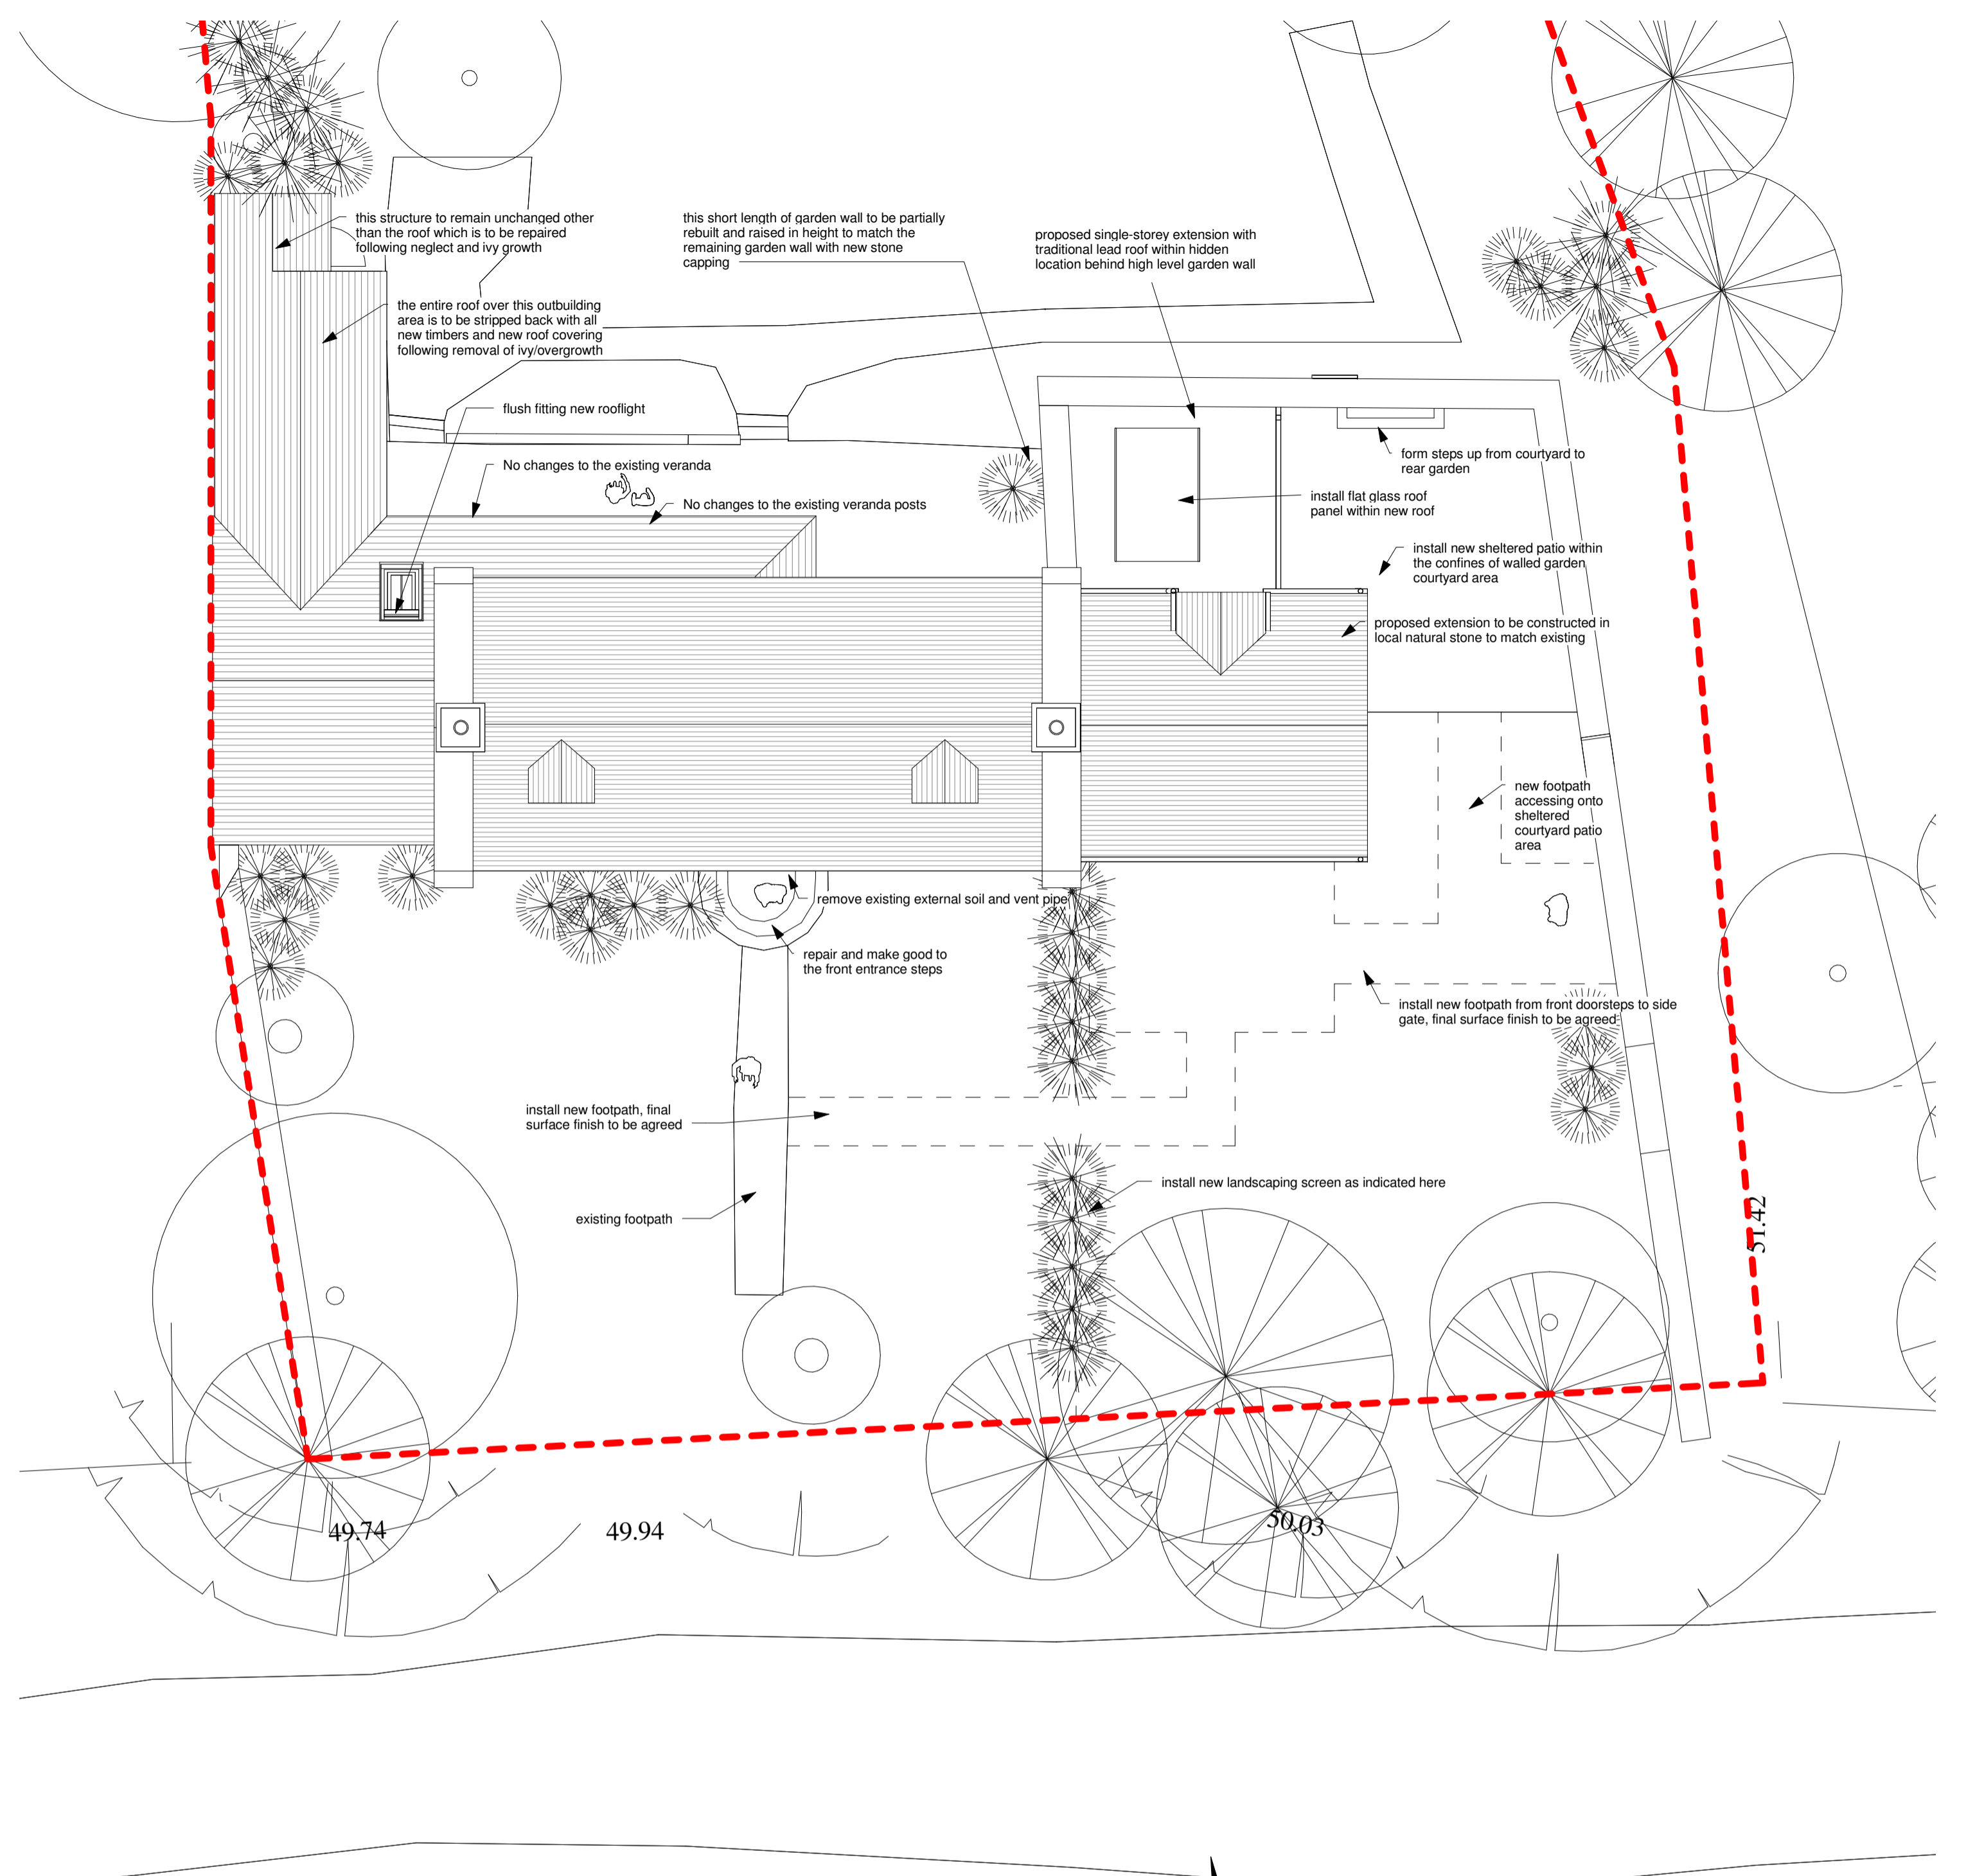 this structure to remain unchanged other
than the roof which is to be repaired
following neglect and ivy growth
this short length of garden wall to be partially
rebuilt and raised in height to match the
remaining garden wall with new stone
capping
proposed single-storey extension with
traditional lead roof within hidden
location behind high level garden wall
the entire roof over this outbuilding
area is to be stripped back with all
new timbers and new roof covering
following removal of ivy/overgrowth
flush fitting new rooflight
No changes to the existing veranda
No changes to the existing veranda posts
form steps up from courtyard to
rear garden
install flat glass roof
panel within new roof
install new sheltered patio within
the confines of walled garden
courtyard area
proposed extension to be constructed in
local natural stone to match existing
new footpath
accessing onto
sheltered
courtyard patio
area
remove existing external soil and vent pipe
repair and make good to
the front entrance steps
install new footpath from front doorsteps to side
gate, final surface finish to be agreed
install new footpath, final
surface finish to be agreed
install new landscaping screen as indicated here
existing footpath
51.42
49.74
49.94
50.03